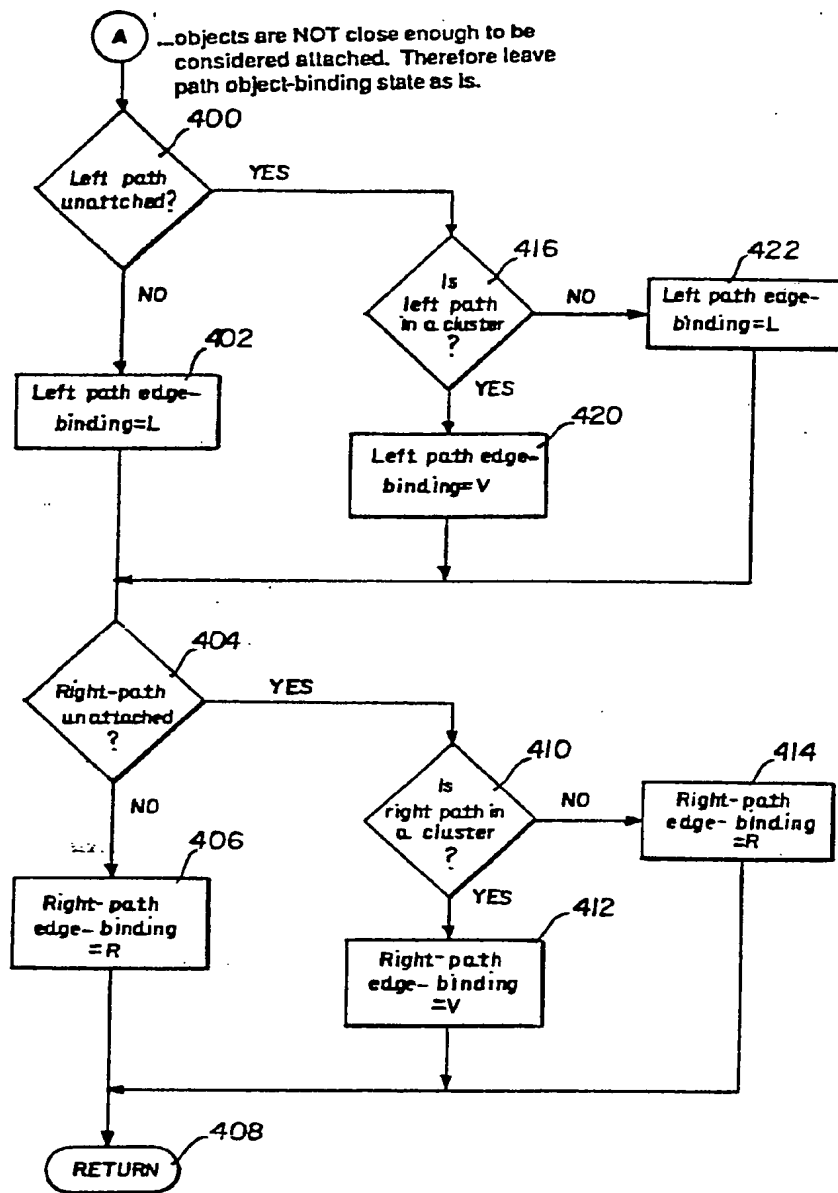 A
...objects are NOT close enough to be
considered attached. Therefore leave
path object-binding state as is.
400
Left path
unattched?
YES
NO
416
Is
left path
in a cluster
?
NO
422
Left path edge-
binding=L
402
Left path edge-
binding=L
YES
420
Left path edge-
binding=V
404
Right-path
unattached
?
YES
NO
410
Is
right path in
a cluster
?
NO
414
Right-path
edge-binding
=R
406
Right-path
edge-binding
=R
YES
412
Right-path
edge-binding
=V
RETURN
408